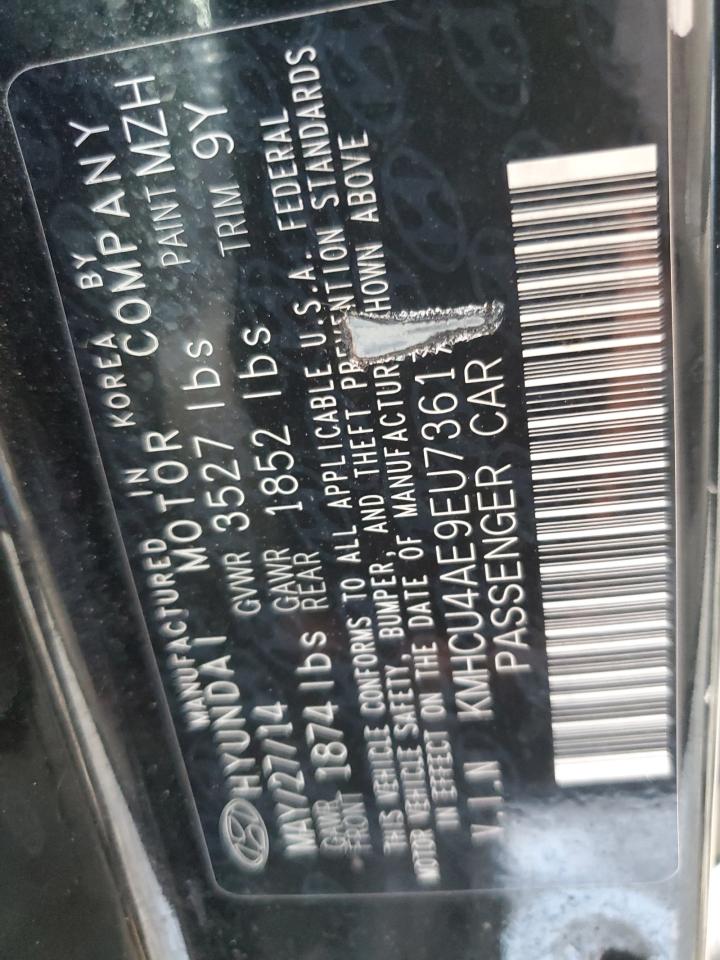 MANUFACTURED IN KOREA BY
HYUNDAI MOTOR COMPANY
MAY/27/14 GVWR 3527 lbs PAINT MZH
GAWR FRONT 1874 lbs GAWR REAR 1852 lbs TRIM 9Y
THIS VEHICLE CONFORMS TO ALL APPLICABLE U.S.A. FEDERAL
MOTOR VEHICLE SAFETY, BUMPER, AND THEFT PREVENTION STANDARDS
IN EFFECT ON THE DATE OF MANUFACTUR HOWN ABOVE
V.I.N KMHCU4AE9EU7361
PASSENGER CAR